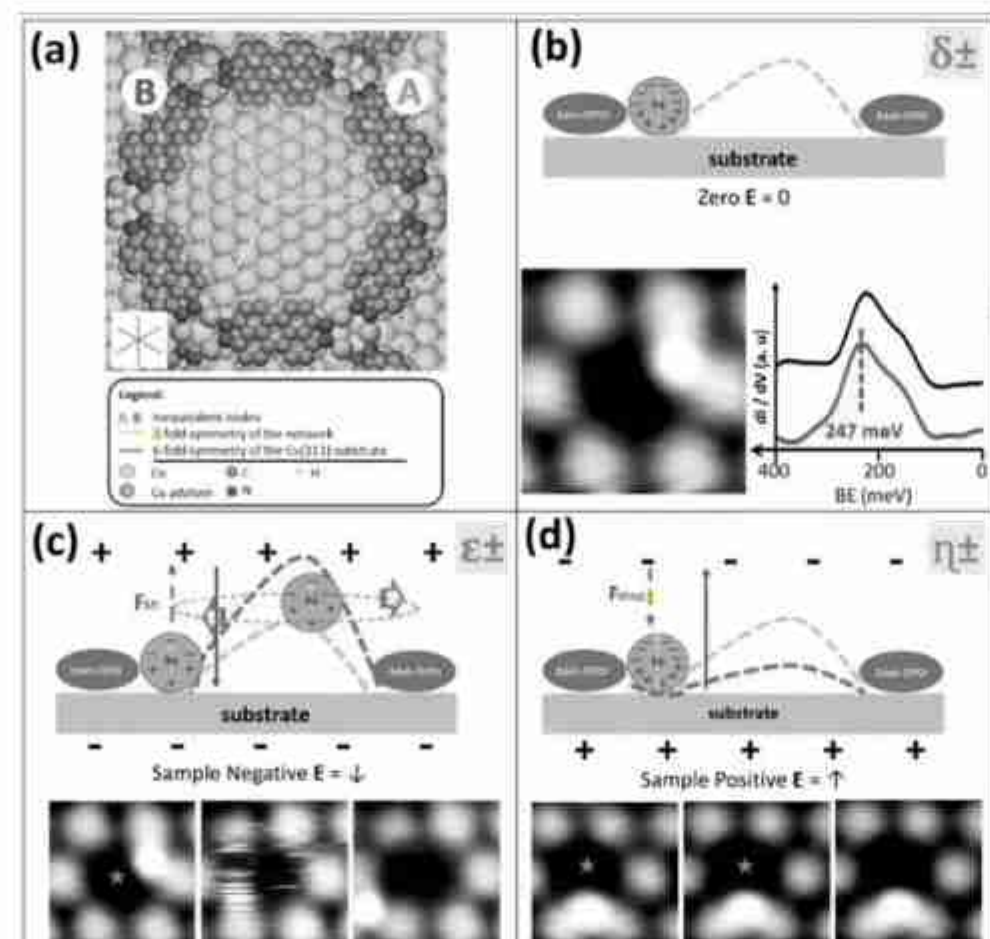 (a)
B
A
Legend:
A, B inequivalent nodes
3-fold symmetry of the network
6-fold symmetry of the Cu(111) substrate
Cu
C
H
Cu adatom
N
(b)
δ±
substrate
Zero E = 0
dI / dV (a. u)
247 meV
400
200
0
BE (meV)
(c)
+ + + + +
ε±
substrate
- - - - -
Sample Negative E = ↓
(d)
- - - - -
η±
substrate
+ + + + +
Sample Positive E = ↑